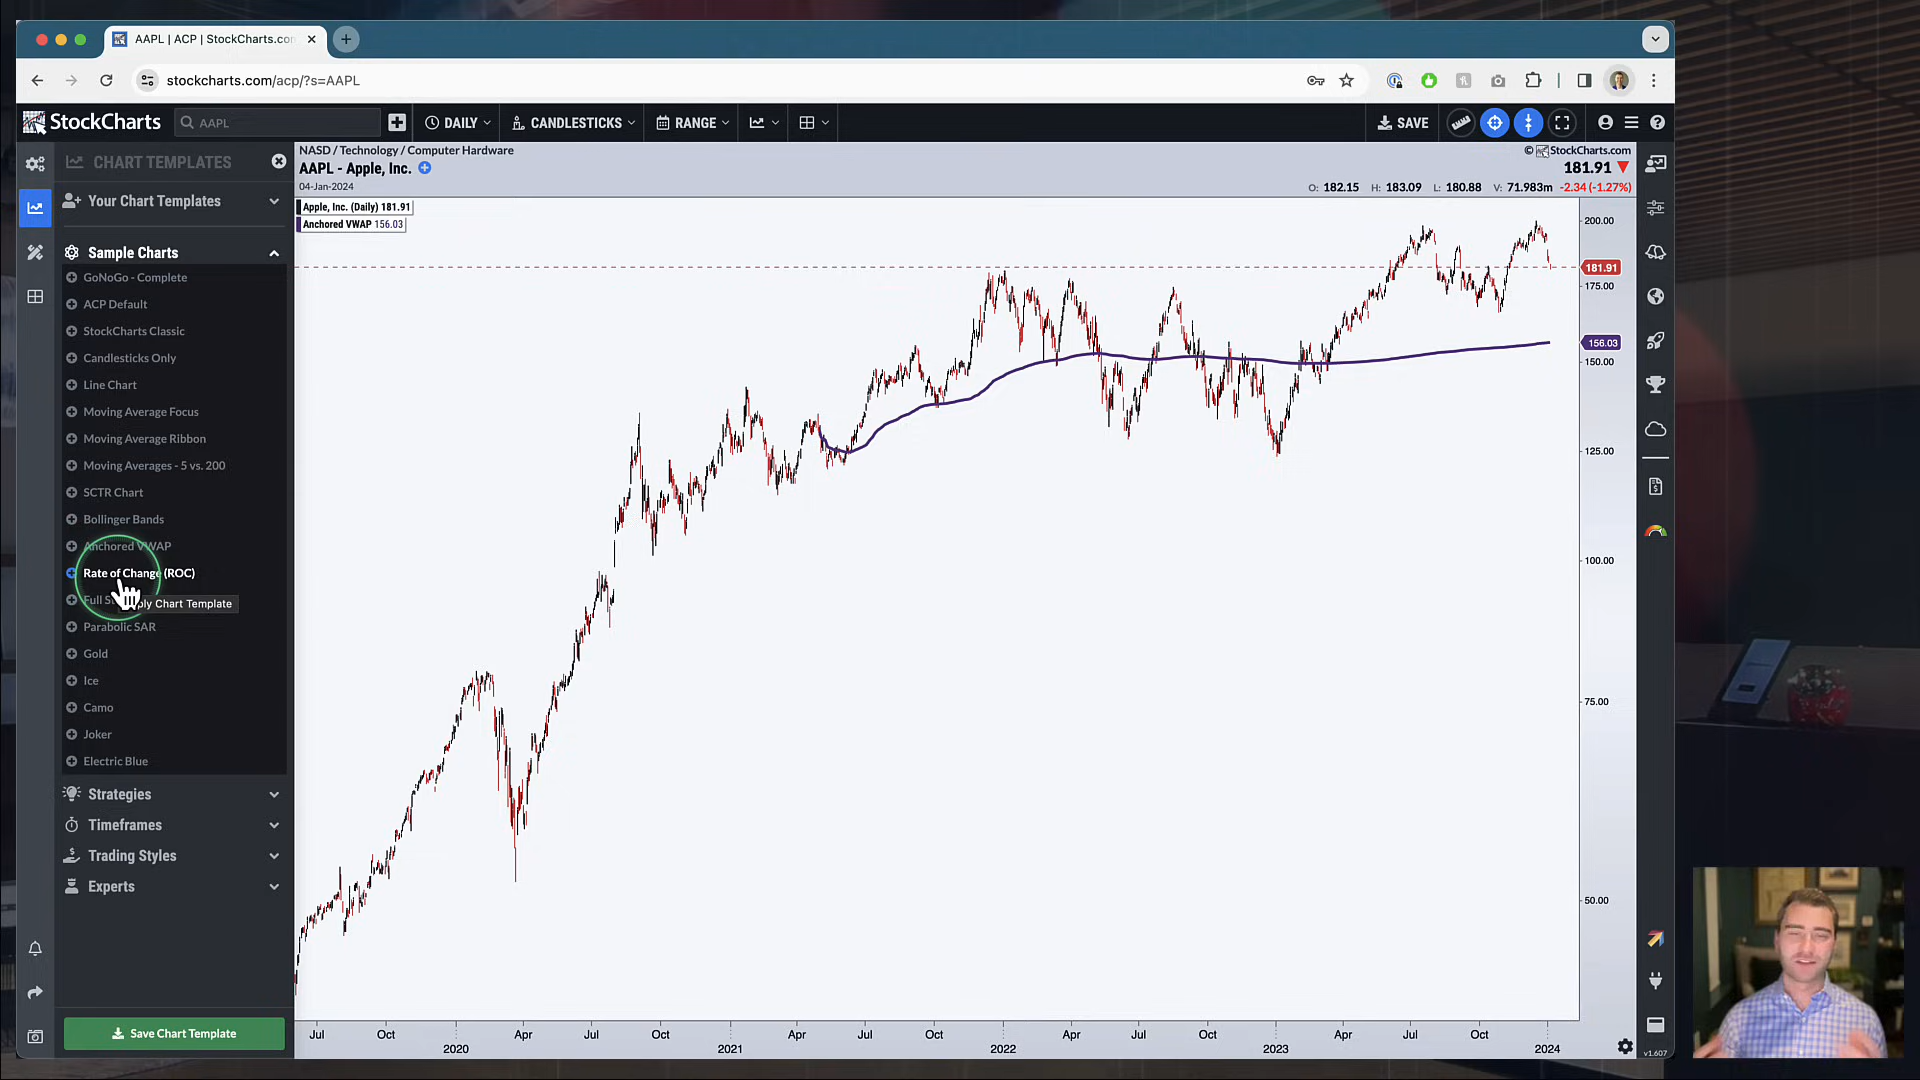 AAPL | ACP | StockCharts.co
stockcharts.com/acp/?s=AAPL
StockCharts
AAPL
DAILY
CANDLESTICKS
RANGE
SAVE
CHART TEMPLATES
Your Chart Templates
Sample Charts
GoNoGo - Complete
ACP Default
StockCharts Classic
Candlesticks Only
Line Chart
Moving Average Focus
Moving Average Ribbon
Moving Averages - 5 vs. 200
SCTR Chart
Bollinger Bands
Anchored VWAP
Rate of Change (ROC)
Full St
ply Chart Template
Parabolic SAR
Gold
Ice
Camo
Joker
Electric Blue
Strategies
Timeframes
Trading Styles
Experts
Save Chart Template
NASD / Technology / Computer Hardware
© StockCharts.com
AAPL - Apple, Inc.
181.91
04-Jan-2024
O: 182.15 H: 183.09 L: 180.88 V: 71.983m -2.34 (-1.27%)
Apple, Inc. (Daily) 181.91
Anchored VWAP 156.03
200.00
181.91
175.00
156.03
150.00
125.00
100.00
75.00
50.00
Jul Oct Apr Jul Oct Apr Jul Oct Apr Jul Oct Apr Jul Oct
2020 2021 2022 2023 2024
v1.607